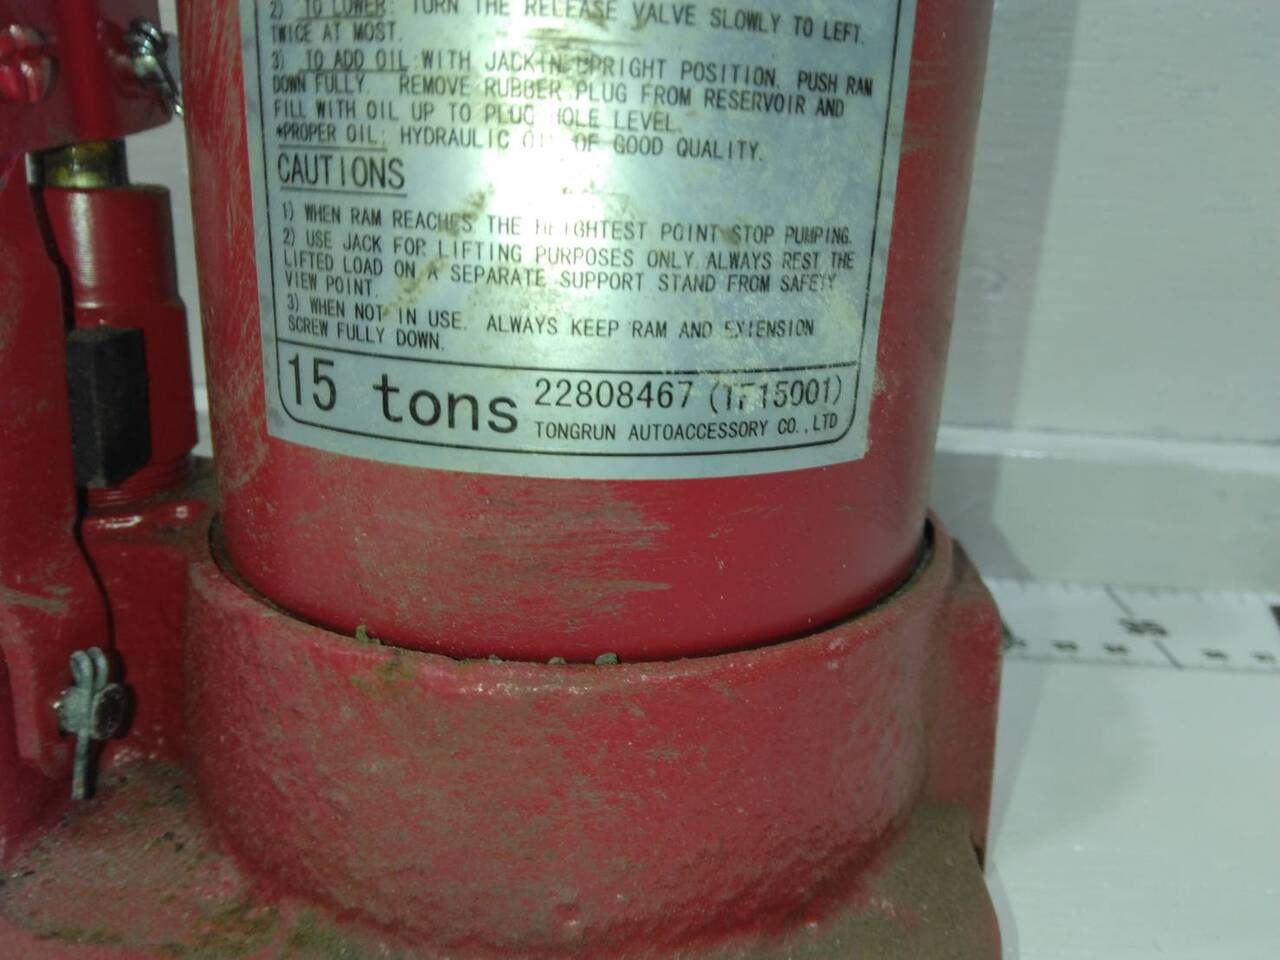 2) TO LOWER: TURN THE RELEASE VALVE SLOWLY TO LEFT.
TWICE AT MOST.
3) TO ADD OIL: WITH JACK IN UPRIGHT POSITION. PUSH RAM
DOWN FULLY. REMOVE RUBBER PLUG FROM RESERVOIR AND
FILL WITH OIL UP TO PLUG HOLE LEVEL.
*PROPER OIL: HYDRAULIC OIL OF GOOD QUALITY.
CAUTIONS
1) WHEN RAM REACHES THE HEIGHTEST POINT STOP PUMPING.
2) USE JACK FOR LIFTING PURPOSES ONLY. ALWAYS REST THE
LIFTED LOAD ON A SEPARATE SUPPORT STAND FROM SAFETY
VIEW POINT.
3) WHEN NOT IN USE. ALWAYS KEEP RAM AND EXTENSION
SCREW FULLY DOWN.
15 tons 22808467 (TF15001)
TONGRUN AUTOACCESSORY CO.,LTD